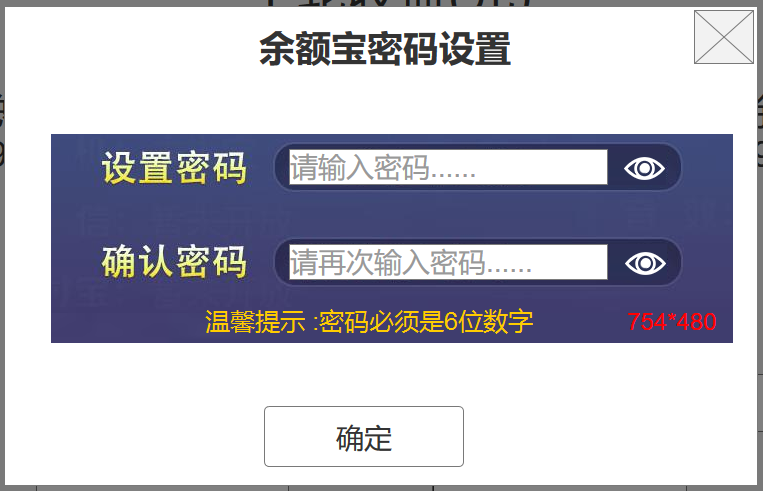 余额宝密码设置
设置密码 请输入密码......
确认密码 请再次输入密码......
温馨提示 :密码必须是6位数字 754*480
确定